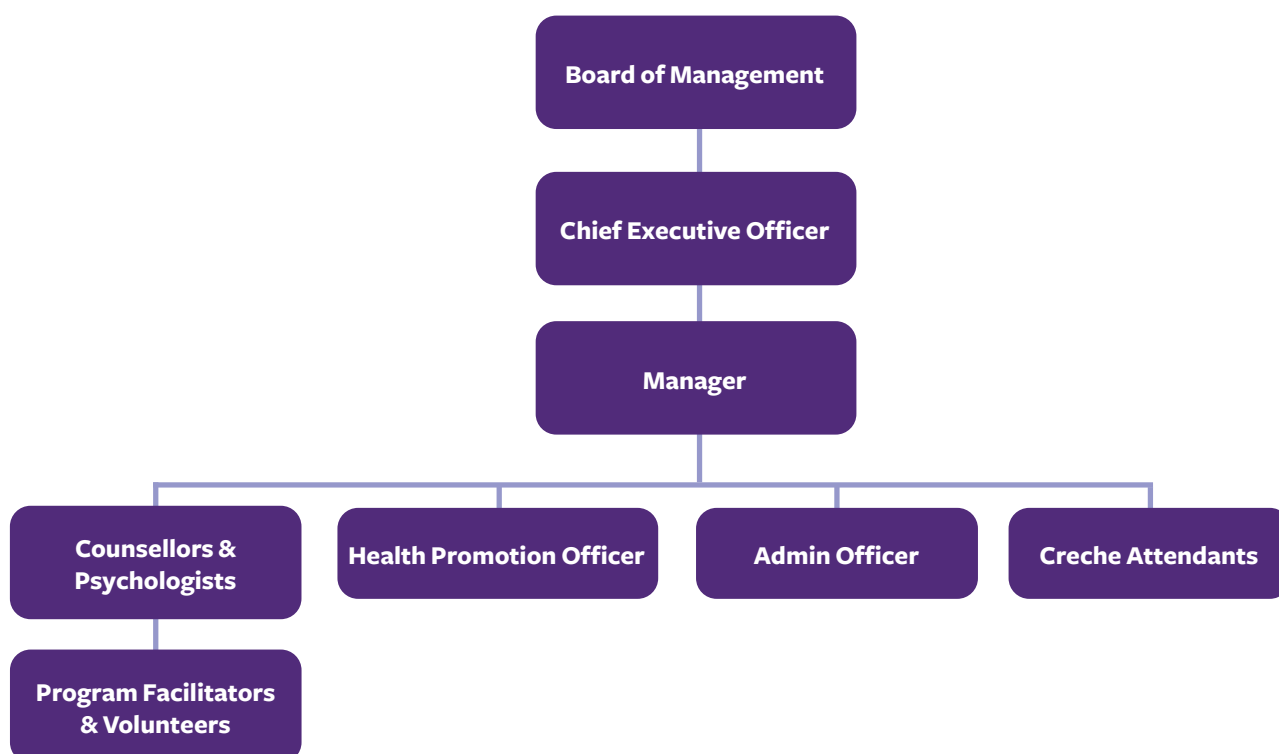 Board of Management
Chief Executive Officer
Manager
Counsellors &
Psychologists
Health Promotion Officer
Admin Officer
Creche Attendants
Program Facilitators
& Volunteers